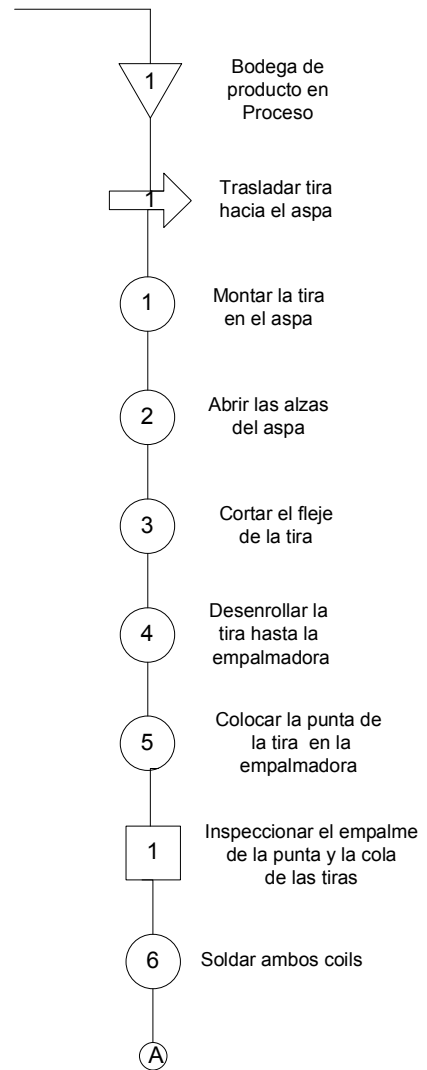 1
Bodega de
producto en
Proceso
1
Trasladar tira
hacia el aspa
1
Montar la tira
en el aspa
2
Abrir las alzas
del aspa
3
Cortar el fleje
de la tira
4
Desenrollar la
tira hasta la
empalmadora
5
Colocar la punta de
la tira en la
empalmadora
1
Inspeccionar el empalme
de la punta y la cola
de las tiras
6
Soldar ambos coils
A